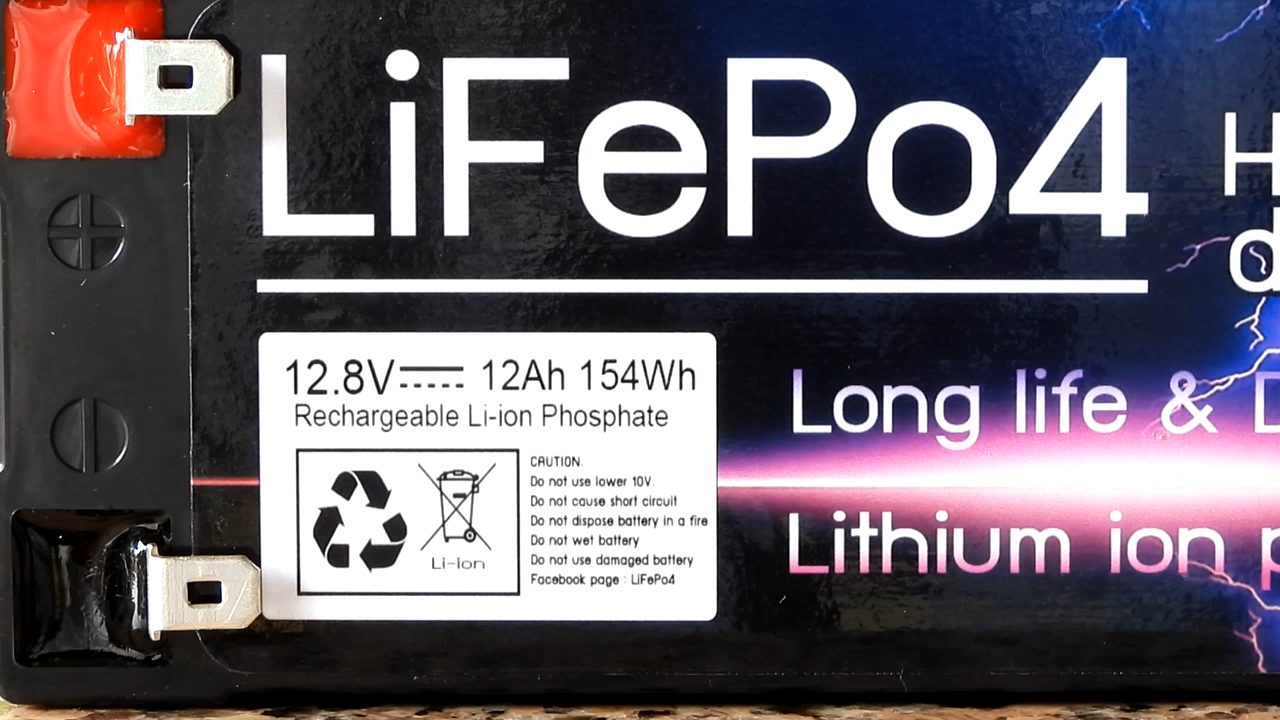 LiFePo4
H
d
12.8V 12Ah 154Wh
Rechargeable Li-ion Phosphate
Li-ion
CAUTION.
Do not use lower 10V.
Do not cause short circuit
Do not dispose battery in a fire
Do not wet battery
Do not use damaged battery
Facebook page : LiFePo4
Long life & D
Lithium ion p